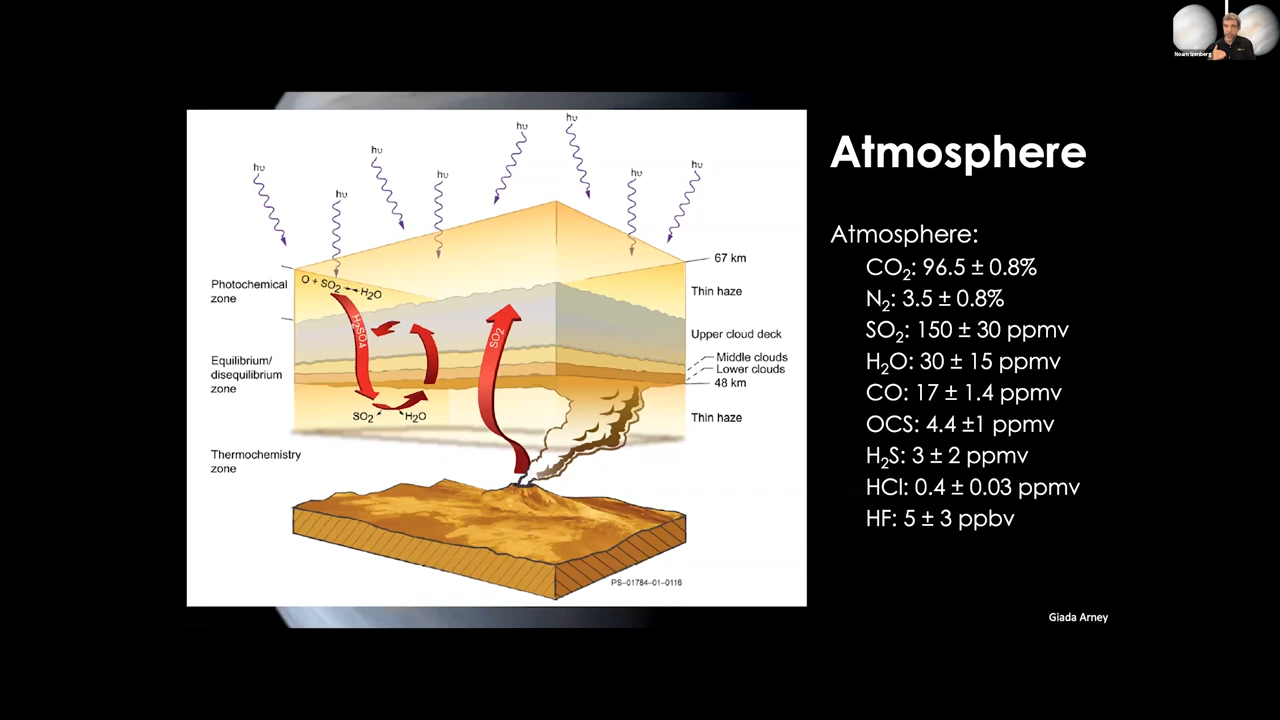 Noam Izenberg
hυ
hυ
hυ
hυ
hυ
hυ
hυ
hυ
67 km
Photochemical
zone
O + SO₂
H₂O
Thin haze
H₂SO₄
SO₂
Upper cloud deck
Equilibrium/
disequilibrium
zone
Middle clouds
Lower clouds
48 km
SO₂
H₂O
Thin haze
Thermochemistry
zone
PS–01784–01–0116
Atmosphere
Atmosphere:
CO₂: 96.5 ± 0.8%
N₂: 3.5 ± 0.8%
SO₂: 150 ± 30 ppmv
H₂O: 30 ± 15 ppmv
CO: 17 ± 1.4 ppmv
OCS: 4.4 ±1 ppmv
H₂S: 3 ± 2 ppmv
HCl: 0.4 ± 0.03 ppmv
HF: 5 ± 3 ppbv
Giada Arney